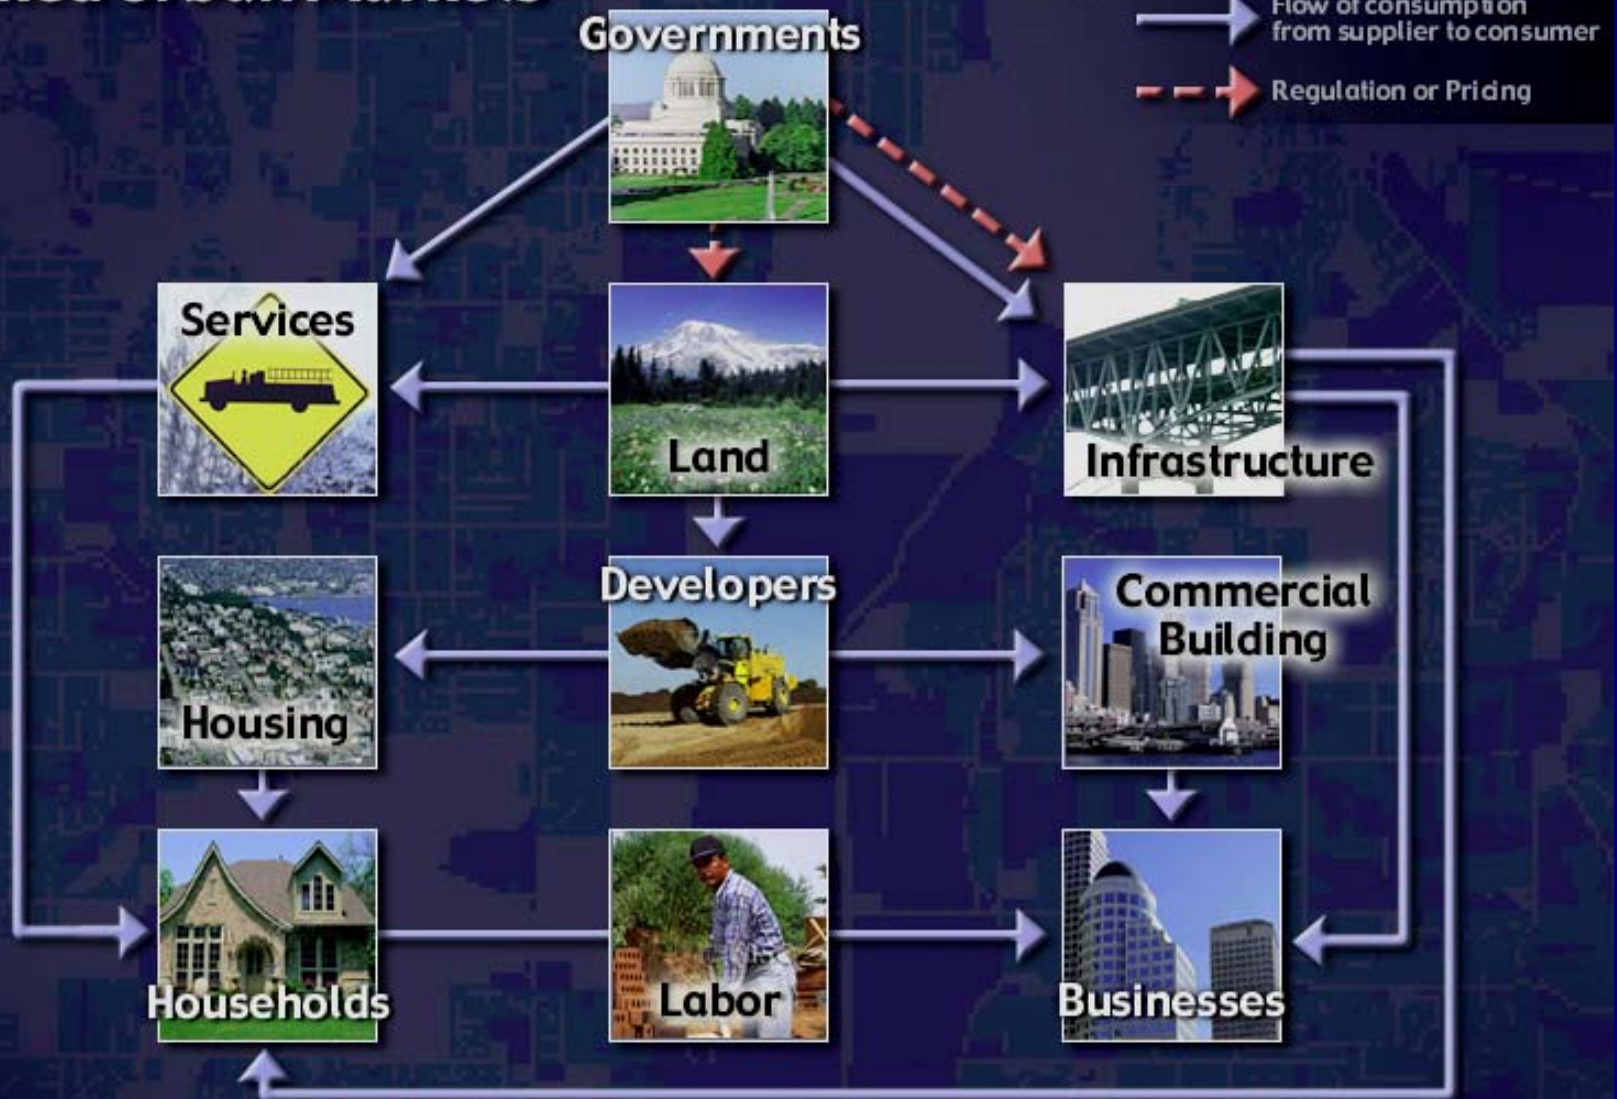 Governments
Flow of consumption
from supplier to consumer
Regulation or Pricing
Services
Land
Infrastructure
Developers
Commercial
Building
Housing
Households
Labor
Businesses